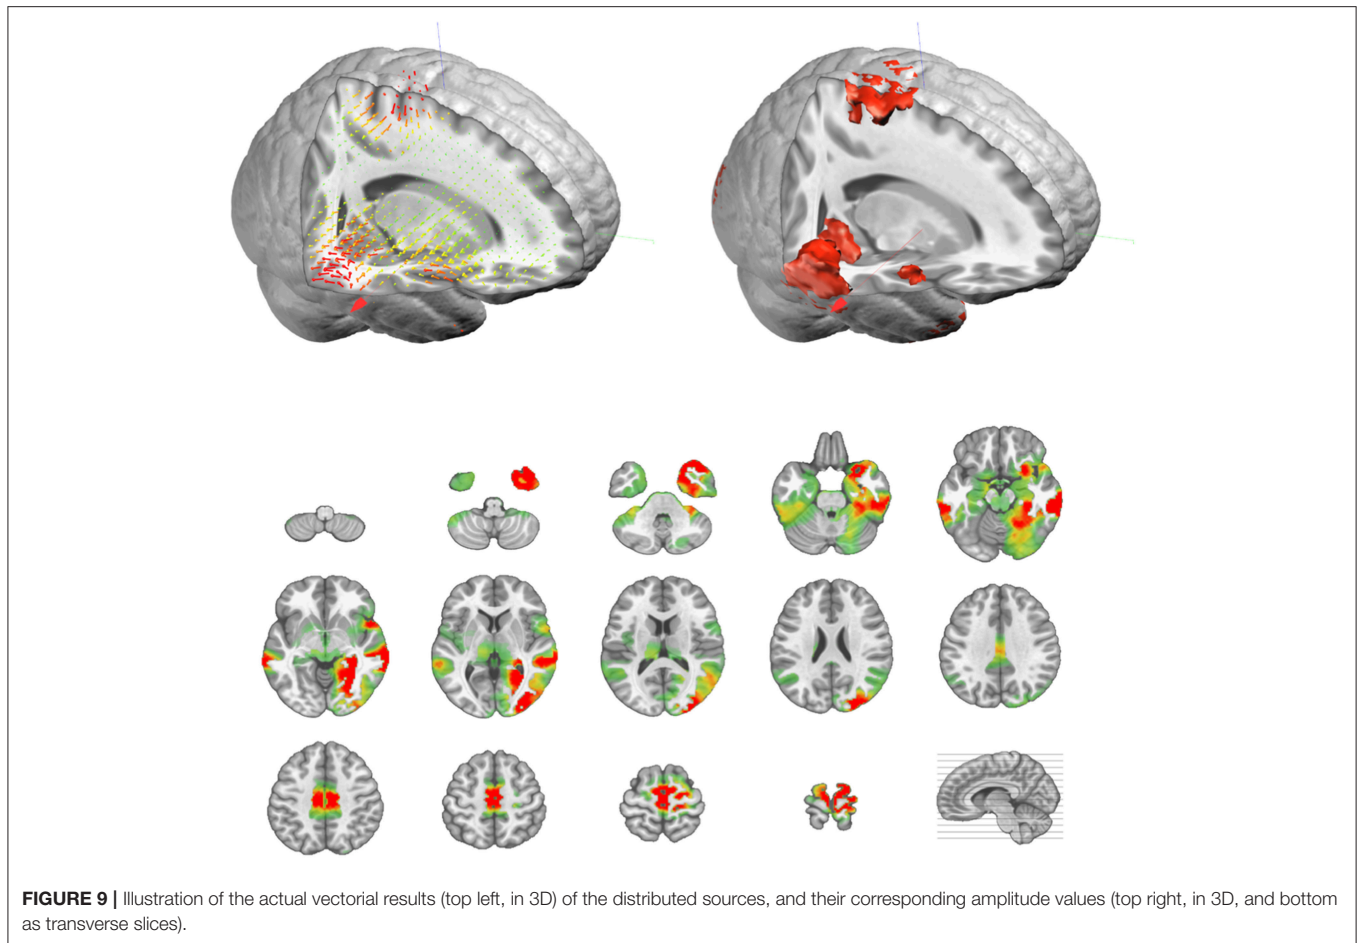 FIGURE 9 | Illustration of the actual vectorial results (top left, in 3D) of the distributed sources, and their corresponding amplitude values (top right, in 3D, and bottom
as transverse slices).